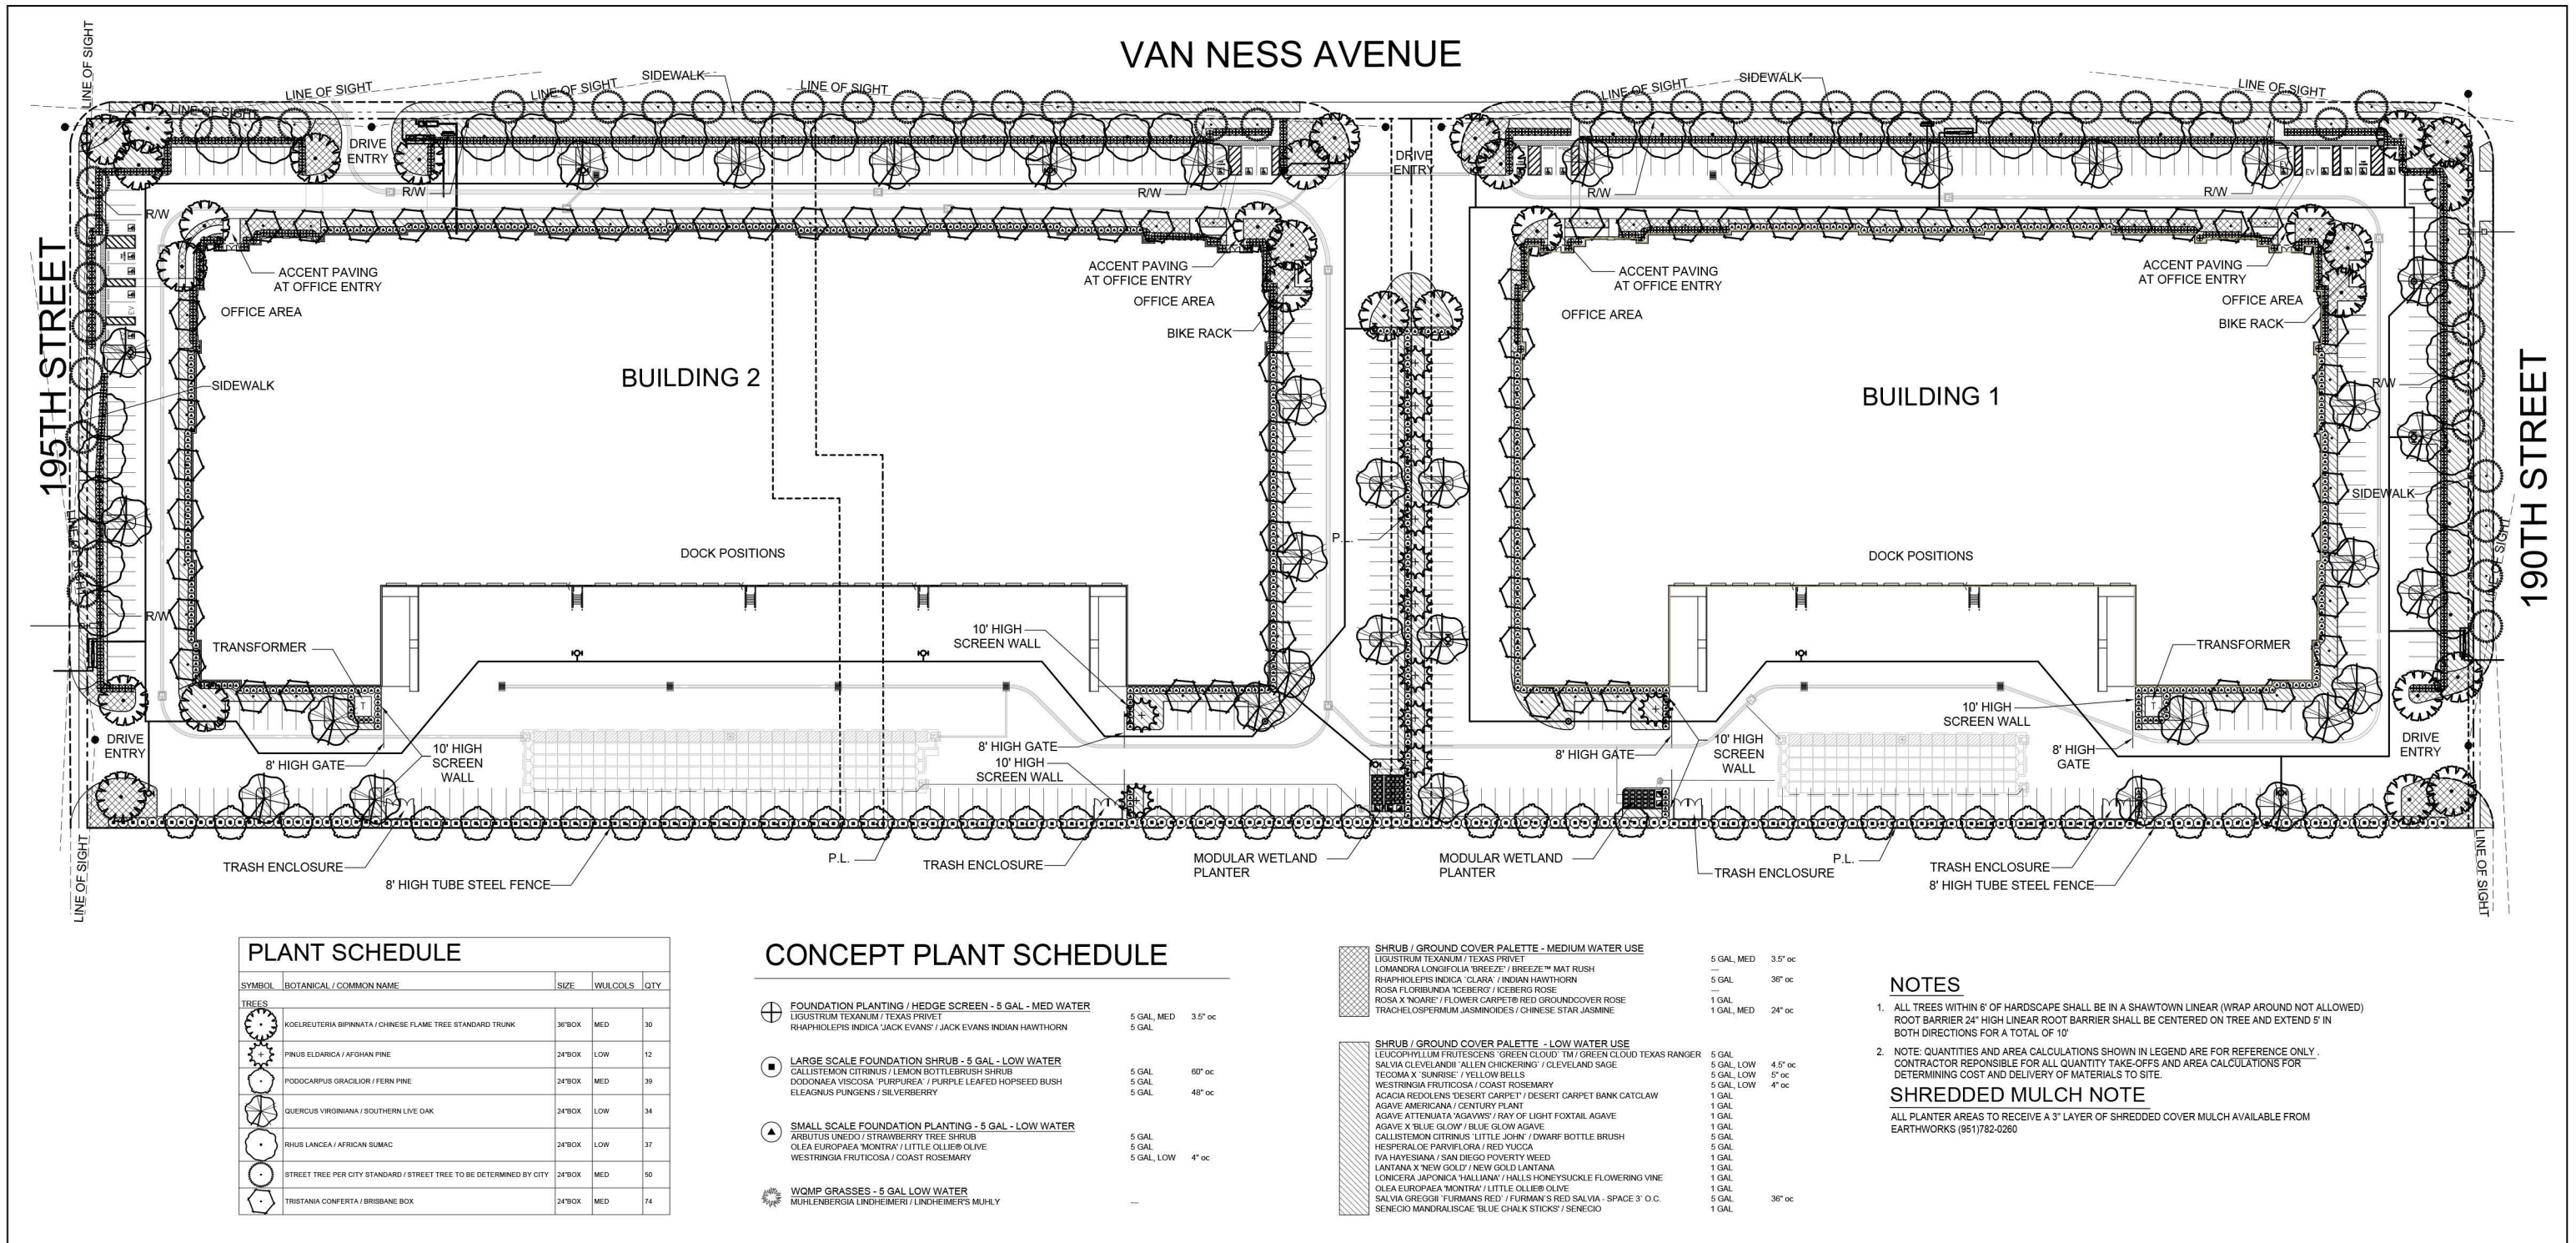 VAN NESS AVENUE
LINE OF SIGHT
LINE OF SIGHT
LINE OF SIGHT
LINE OF SIGHT
SIDEWALK
LINE OF SIGHT
LINE OF SIGHT
SIDEWALK
LINE OF SIGHT
DRIVE
ENTRY
DRIVE
ENTRY
R/W
R/W
R/W
R/W
R/W
EV
195TH STREET
ACCENT PAVING
AT OFFICE ENTRY
OFFICE AREA
ACCENT PAVING
AT OFFICE ENTRY
OFFICE AREA
BIKE RACK
ACCENT PAVING
AT OFFICE ENTRY
OFFICE AREA
ACCENT PAVING
AT OFFICE ENTRY
OFFICE AREA
BIKE RACK
EV
SIDEWALK
BUILDING 2
BUILDING 1
R/W
190TH STREET
SIDEWALK
P.L.
DOCK POSITIONS
DOCK POSITIONS
LINE OF SIGHT
R/W
TRANSFORMER
T
10' HIGH
SCREEN WALL
TRANSFORMER
T
10' HIGH
SCREEN WALL
DRIVE
ENTRY
8' HIGH GATE
10' HIGH
SCREEN
WALL
8' HIGH GATE
10' HIGH
SCREEN WALL
8' HIGH GATE
10' HIGH
SCREEN
WALL
8' HIGH
GATE
DRIVE
ENTRY
LINE OF SIGHT
TRASH ENCLOSURE
8' HIGH TUBE STEEL FENCE
P.L.
TRASH ENCLOSURE
MODULAR WETLAND
PLANTER
MODULAR WETLAND
PLANTER
TRASH ENCLOSURE
P.L.
TRASH ENCLOSURE
8' HIGH TUBE STEEL FENCE
LINE OF SIGHT
PLANT SCHEDULE
SYMBOL BOTANICAL / COMMON NAME SIZE WULCOLS QTY
TREES
KOELREUTERIA BIPINNATA / CHINESE FLAME TREE STANDARD TRUNK 36"BOX MED 30
PINUS ELDARICA / AFGHAN PINE 24"BOX LOW 12
PODOCARPUS GRACILIOR / FERN PINE 24"BOX MED 39
QUERCUS VIRGINIANA / SOUTHERN LIVE OAK 24"BOX LOW 34
RHUS LANCEA / AFRICAN SUMAC 24"BOX LOW 37
STREET TREE PER CITY STANDARD / STREET TREE TO BE DETERMINED BY CITY 24"BOX MED 50
TRISTANIA CONFERTA / BRISBANE BOX 24"BOX MED 74
CONCEPT PLANT SCHEDULE
FOUNDATION PLANTING / HEDGE SCREEN - 5 GAL - MED WATER
LIGUSTRUM TEXANUM / TEXAS PRIVET 5 GAL, MED 3.5" oc
RHAPHIOLEPIS INDICA 'JACK EVANS' / JACK EVANS INDIAN HAWTHORN 5 GAL
LARGE SCALE FOUNDATION SHRUB - 5 GAL - LOW WATER
CALLISTEMON CITRINUS / LEMON BOTTLEBRUSH SHRUB 5 GAL 60" oc
DODONAEA VISCOSA `PURPUREA` / PURPLE LEAFED HOPSEED BUSH 5 GAL
ELEAGNUS PUNGENS / SILVERBERRY 5 GAL 48" oc
SMALL SCALE FOUNDATION PLANTING - 5 GAL - LOW WATER
ARBUTUS UNEDO / STRAWBERRY TREE SHRUB 5 GAL
OLEA EUROPAEA 'MONTRA' / LITTLE OLLIE® OLIVE 5 GAL
WESTRINGIA FRUTICOSA / COAST ROSEMARY 5 GAL, LOW 4" oc
WQMP GRASSES - 5 GAL LOW WATER
MUHLENBERGIA LINDHEIMERI / LINDHEIMER'S MUHLY ---
SHRUB / GROUND COVER PALETTE - MEDIUM WATER USE
LIGUSTRUM TEXANUM / TEXAS PRIVET 5 GAL, MED 3.5" oc
LOMANDRA LONGIFOLIA 'BREEZE' / BREEZE™ MAT RUSH ---
RHAPHIOLEPIS INDICA `CLARA` / INDIAN HAWTHORN 5 GAL 36" oc
ROSA FLORIBUNDA 'ICEBERG' / ICEBERG ROSE ---
ROSA X 'NOARE' / FLOWER CARPET® RED GROUNDCOVER ROSE 1 GAL
TRACHELOSPERMUM JASMINOIDES / CHINESE STAR JASMINE 1 GAL, MED 24" oc
SHRUB / GROUND COVER PALETTE - LOW WATER USE
LEUCOPHYLLUM FRUTESCENS `GREEN CLOUD` TM / GREEN CLOUD TEXAS RANGER 5 GAL
SALVIA CLEVELANDII `ALLEN CHICKERING` / CLEVELAND SAGE 5 GAL, LOW 4.5" oc
TECOMA X `SUNRISE` / YELLOW BELLS 5 GAL, LOW 5" oc
WESTRINGIA FRUTICOSA / COAST ROSEMARY 5 GAL, LOW 4" oc
ACACIA REDOLENS 'DESERT CARPET' / DESERT CARPET BANK CATCLAW 1 GAL
AGAVE AMERICANA / CENTURY PLANT 1 GAL
AGAVE ATTENUATA 'AGAVWS' / RAY OF LIGHT FOXTAIL AGAVE 1 GAL
AGAVE X 'BLUE GLOW' / BLUE GLOW AGAVE 1 GAL
CALLISTEMON CITRINUS `LITTLE JOHN` / DWARF BOTTLE BRUSH 5 GAL
HESPERALOE PARVIFLORA / RED YUCCA 5 GAL
IVA HAYESIANA / SAN DIEGO POVERTY WEED 1 GAL
LANTANA X 'NEW GOLD' / NEW GOLD LANTANA 1 GAL
LONICERA JAPONICA 'HALLIANA' / HALLS HONEYSUCKLE FLOWERING VINE 1 GAL
OLEA EUROPAEA 'MONTRA' / LITTLE OLLIE® OLIVE 1 GAL
SALVIA GREGGII `FURMANS RED` / FURMAN`S RED SALVIA - SPACE 3` O.C. 5 GAL 36" oc
SENECIO MANDRALISCAE 'BLUE CHALK STICKS' / SENECIO 1 GAL
NOTES
1. ALL TREES WITHIN 6' OF HARDSCAPE SHALL BE IN A SHAWTOWN LINEAR (WRAP AROUND NOT ALLOWED)
ROOT BARRIER 24" HIGH LINEAR ROOT BARRIER SHALL BE CENTERED ON TREE AND EXTEND 5' IN
BOTH DIRECTIONS FOR A TOTAL OF 10'
2. NOTE: QUANTITIES AND AREA CALCULATIONS SHOWN IN LEGEND ARE FOR REFERENCE ONLY .
CONTRACTOR REPONSIBLE FOR ALL QUANTITY TAKE-OFFS AND AREA CALCULATIONS FOR
DETERMINING COST AND DELIVERY OF MATERIALS TO SITE.
SHREDDED MULCH NOTE
ALL PLANTER AREAS TO RECEIVE A 3" LAYER OF SHREDDED COVER MULCH AVAILABLE FROM
EARTHWORKS (951)782-0260